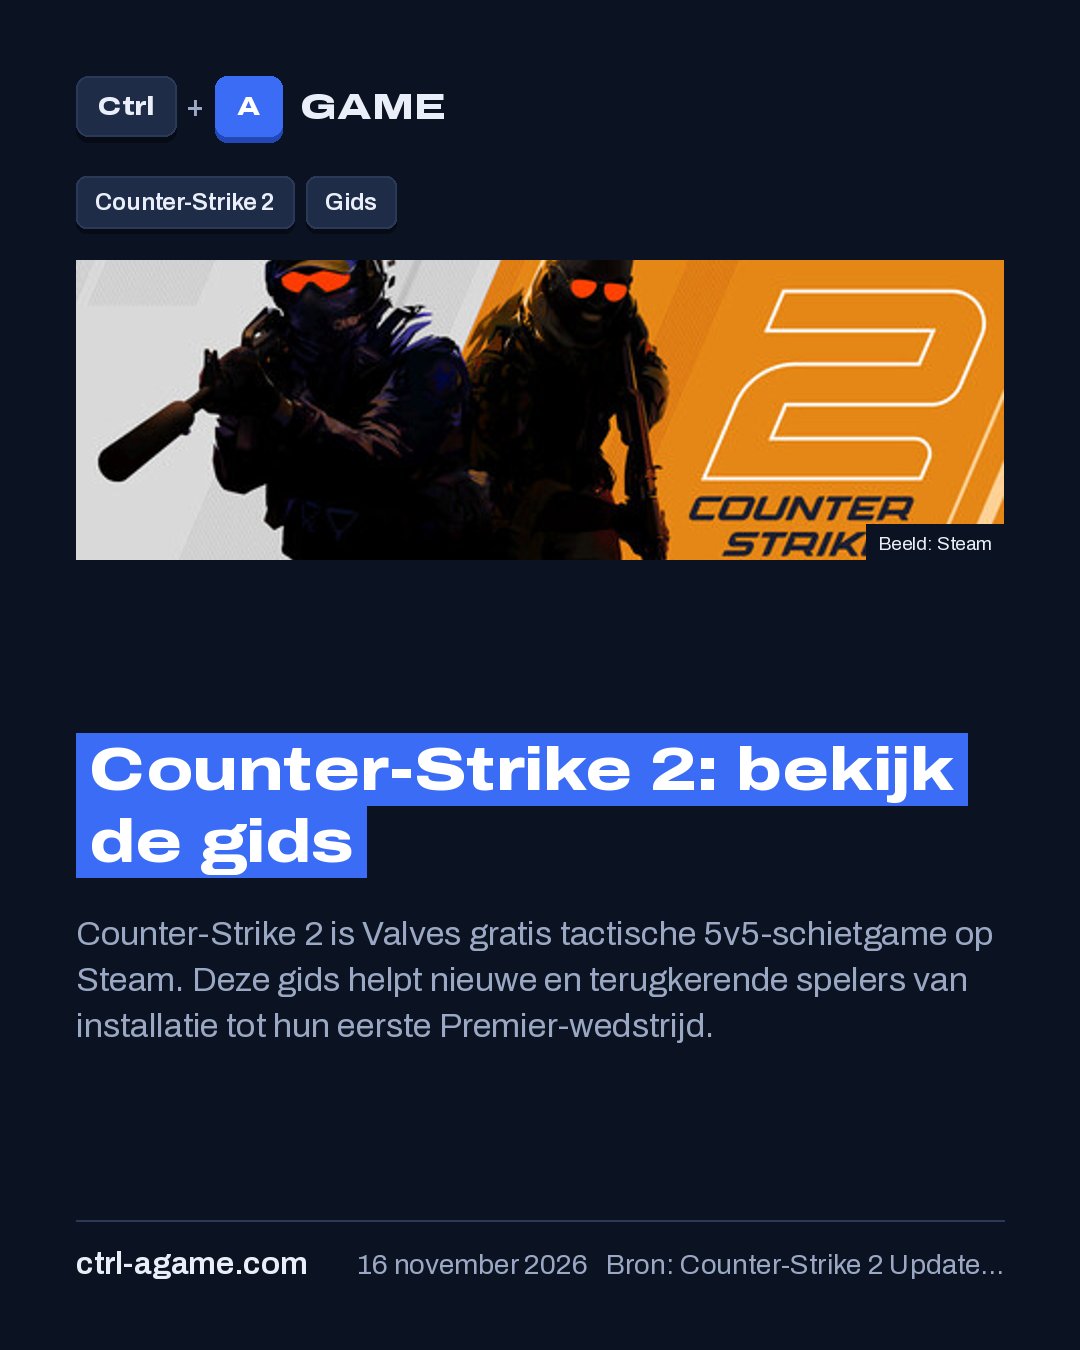 Ctrl + A GAME
Counter-Strike 2 Gids
2
COUNTER
STRIK
Beeld: Steam
Counter-Strike 2: bekijk
de gids
Counter-Strike 2 is Valves gratis tactische 5v5-schietgame op
Steam. Deze gids helpt nieuwe en terugkerende spelers van
installatie tot hun eerste Premier-wedstrijd.
ctrl-agame.com 16 november 2026 Bron: Counter-Strike 2 Update...